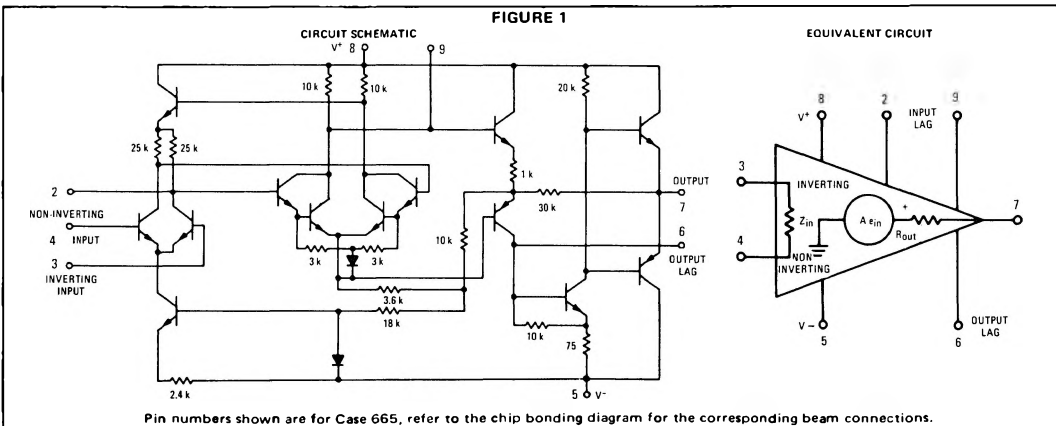 FIGURE 1
CIRCUIT SCHEMATIC
V+ 8
9
10 k
10 k
20 k
25 k
25 k
1 k
2
OUTPUT
7
30 k
NON-INVERTING
4 INPUT
10 k
6
OUTPUT
LAG
3 k
3 k
3
INVERTING
INPUT
3.6 k
18 k
10 k
75
2.4 k
5 V-
EQUIVALENT CIRCUIT
8
2
9
V+
INPUT
LAG
3
INVERTING
7
Zin
A ein
+
Rout
4
NON
INVERTING
V-
5
OUTPUT
LAG
6
Pin numbers shown are for Case 665, refer to the chip bonding diagram for the corresponding beam connections.